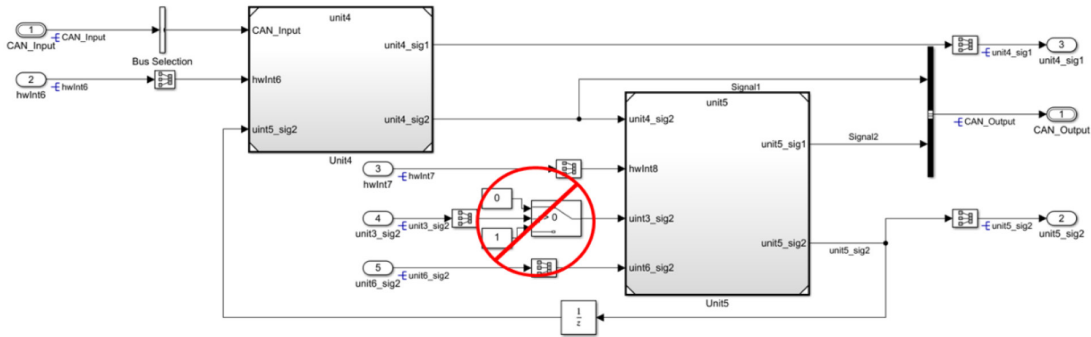 unit4
1
CAN_Input
CAN_Input
Bus Selection
CAN_Input
unit4_sig1
unit4_sig1
3
unit4_sig1
2
hwInt6
hwInt6
hwInt6
Signal1
unit5
unit4_sig2
unit4_sig2
CAN_Output
1
CAN_Output
uint5_sig2
Unit4
unit5_sig1
Signal2
3
hwInt7
hwInt7
hwInt8
0
4
unit3_sig2
unit3_sig2
> 0
1
uint3_sig2
unit5_sig2
unit5_sig2
unit5_sig2
2
unit5_sig2
5
unit6_sig2
unit6_sig2
uint6_sig2
Unit5
1
z